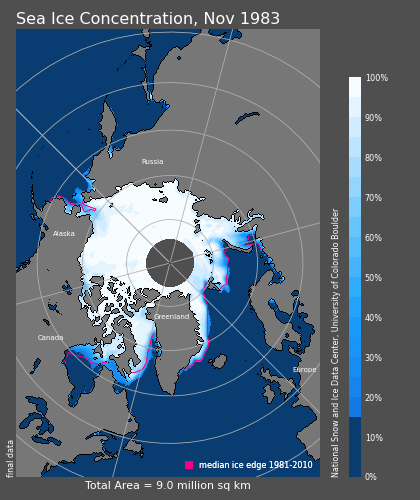 Sea Ice Concentration, Nov 1983
Russia
Alaska
Greenland
Canada
Europe
100%
90%
80%
70%
60%
50%
40%
30%
20%
10%
0%
National Snow and Ice Data Center, University of Colorado Boulder
final data
median ice edge 1981-2010
Total Area = 9.0 million sq km